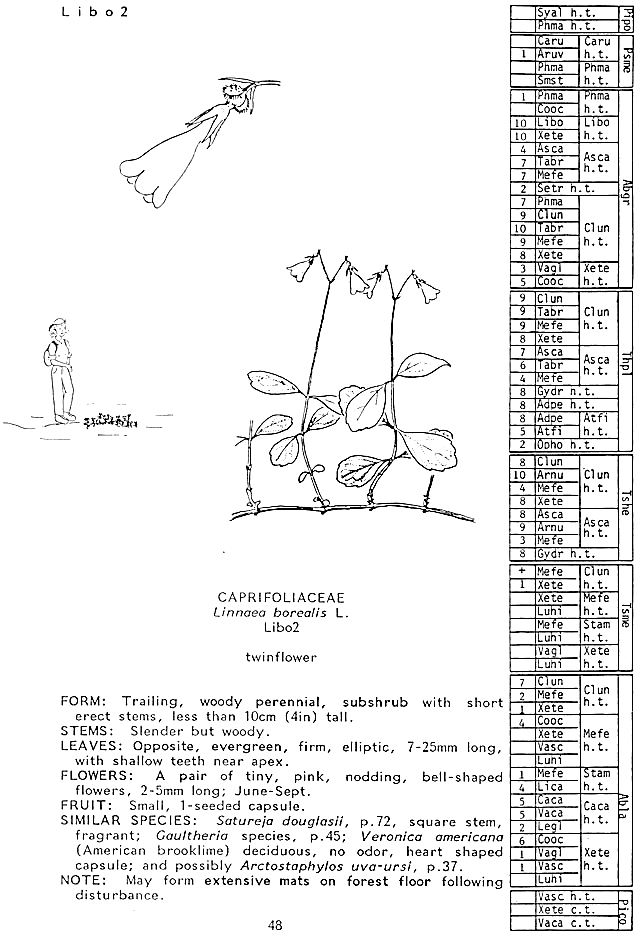 Libo2
CAPRIFOLIACEAE
Linnaea borealis L.
Libo2
twinflower
FORM: Trailing, woody perennial, subshrub with short
erect stems, less than 10cm (4in) tall.
STEMS: Slender but woody.
LEAVES: Opposite, evergreen, firm, elliptic, 7-25mm long,
with shallow teeth near apex.
FLOWERS: A pair of tiny, pink, nodding, bell-shaped
flowers, 2-5mm long; June-Sept.
FRUIT: Small, 1-seeded capsule.
SIMILAR SPECIES: Satureja douglasii, p.72, square stem,
fragrant; Gaultheria species, p.45; Veronica americana
(American brooklime) deciduous, no odor, heart shaped
capsule; and possibly Arctostaphylos uva-ursi, p.37.
NOTE: May form extensive mats on forest floor following
disturbance.
48
Pipo
Syal h.t.
Phma h.t.
Psme
Caru Caru
1 Aruv h.t.
Phma Phma
Smst h.t.
Abgr
1 Phma Phma
Cooc h.t.
10 Libo Libo
10 Xete h.t.
4 Asca Asca
7 Tabr h.t.
7 Mefe
2 Setr h.t.
7 Phma
9 Clun
10 Tabr Clun
9 Mefe h.t.
8 Xete
3 Vagl Xete
5 Cooc h.t.
Thpl
9 Clun
9 Tabr Clun
9 Mefe h.t.
8 Xete
7 Asca Asca
6 Tabr h.t.
4 Mefe
8 Gydr h.t.
8 Adpe h.t.
8 Adpe Atfi
5 Atfi h.t.
2 Opho h.t.
Tshe
8 Clun
10 Arnu Clun
4 Mefe h.t.
8 Xete
8 Asca Asca
9 Arnu h.t.
3 Mefe
8 Gydr h.t.
Tsme
+ Mefe Clun
1 Xete h.t.
Xete Mefe
Luhi h.t.
Mefe Stam
Luhi h.t.
Vagl Xete
Luhi h.t.
Abla
7 Clun Clun
2 Mefe h.t.
1 Xete
4 Cooc
Xete Mefe
Vasc h.t.
Luhi
1 Mefe Stam
4 Lica h.t.
5 Caca Caca
5 Vaca h.t.
2 Legl
6 Cooc
1 Vagl Xete
1 Vasc h.t.
Luhi
Pico
Vasc h.t.
Xete c.t.
Vaca c.t.